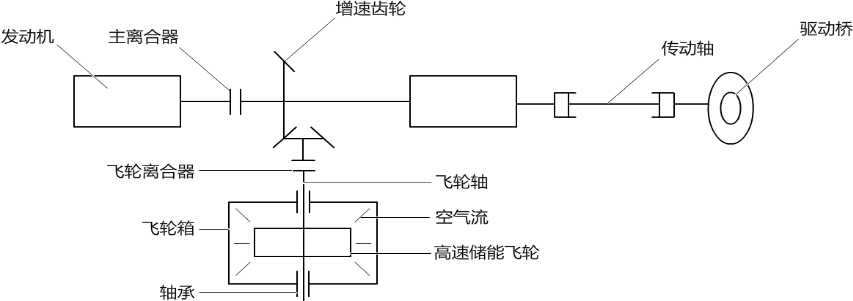 增速齿轮
发动机
主离合器
传动轴
驱动桥
飞轮离合器
飞轮轴
飞轮箱
空气流
高速储能飞轮
轴承